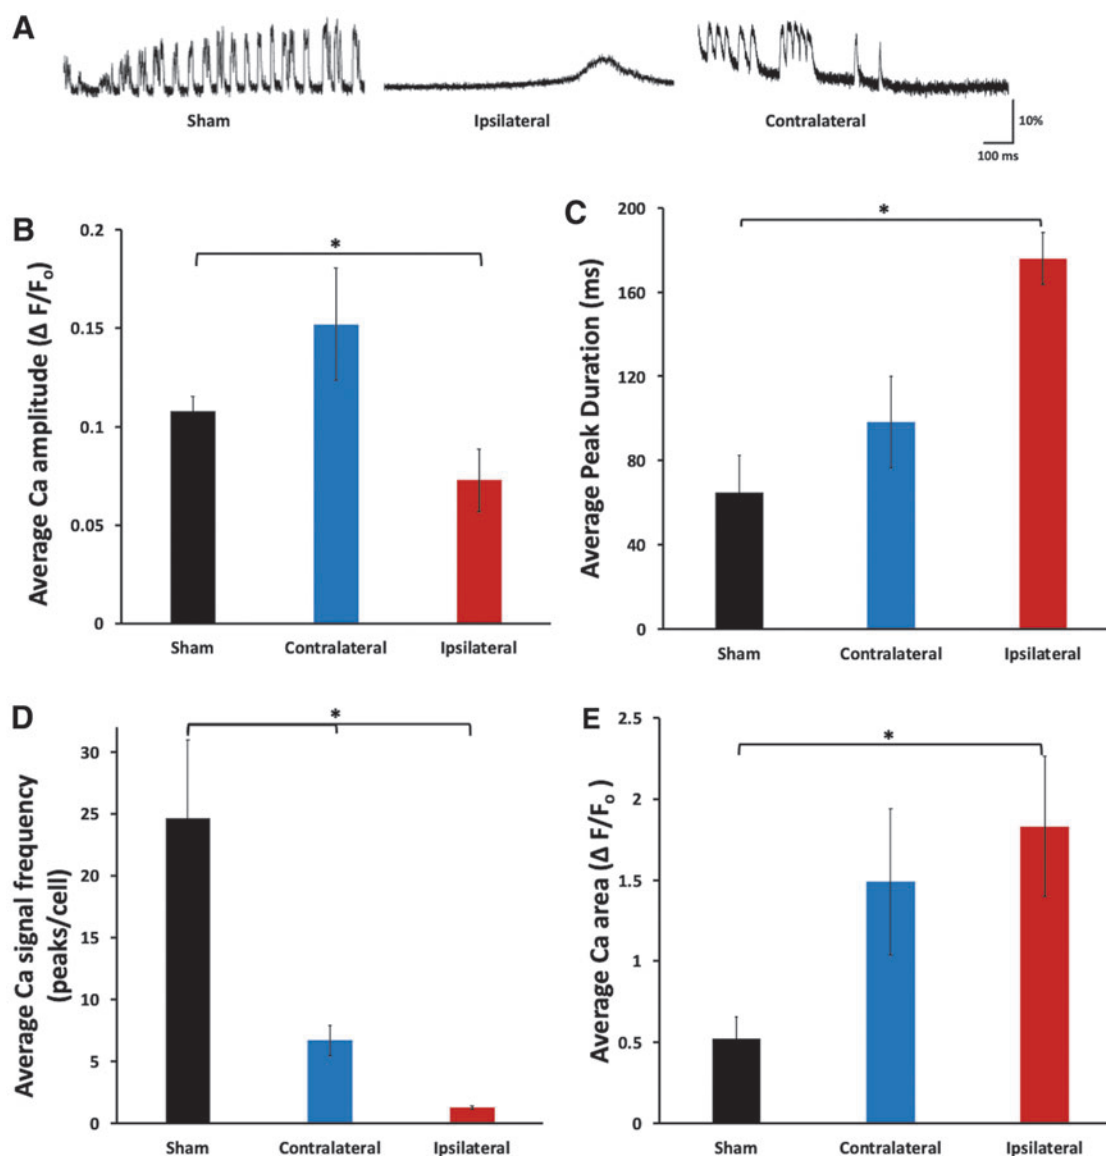 A
Sham
Ipsilateral
Contralateral
10%
100 ms
B
Average Ca amplitude (Δ F/Fo)
0.2
0.15
0.1
0.05
0
*
Sham
Contralateral
Ipsilateral
C
Average Peak Duration (ms)
200
160
120
80
40
0
*
Sham
Contralateral
Ipsilateral
D
Average Ca signal frequency
(peaks/cell)
30
25
20
15
10
5
0
*
Sham
Contralateral
Ipsilateral
E
Average Ca area (Δ F/Fo )
2.5
2
1.5
1
0.5
0
*
Sham
Contralateral
Ipsilateral